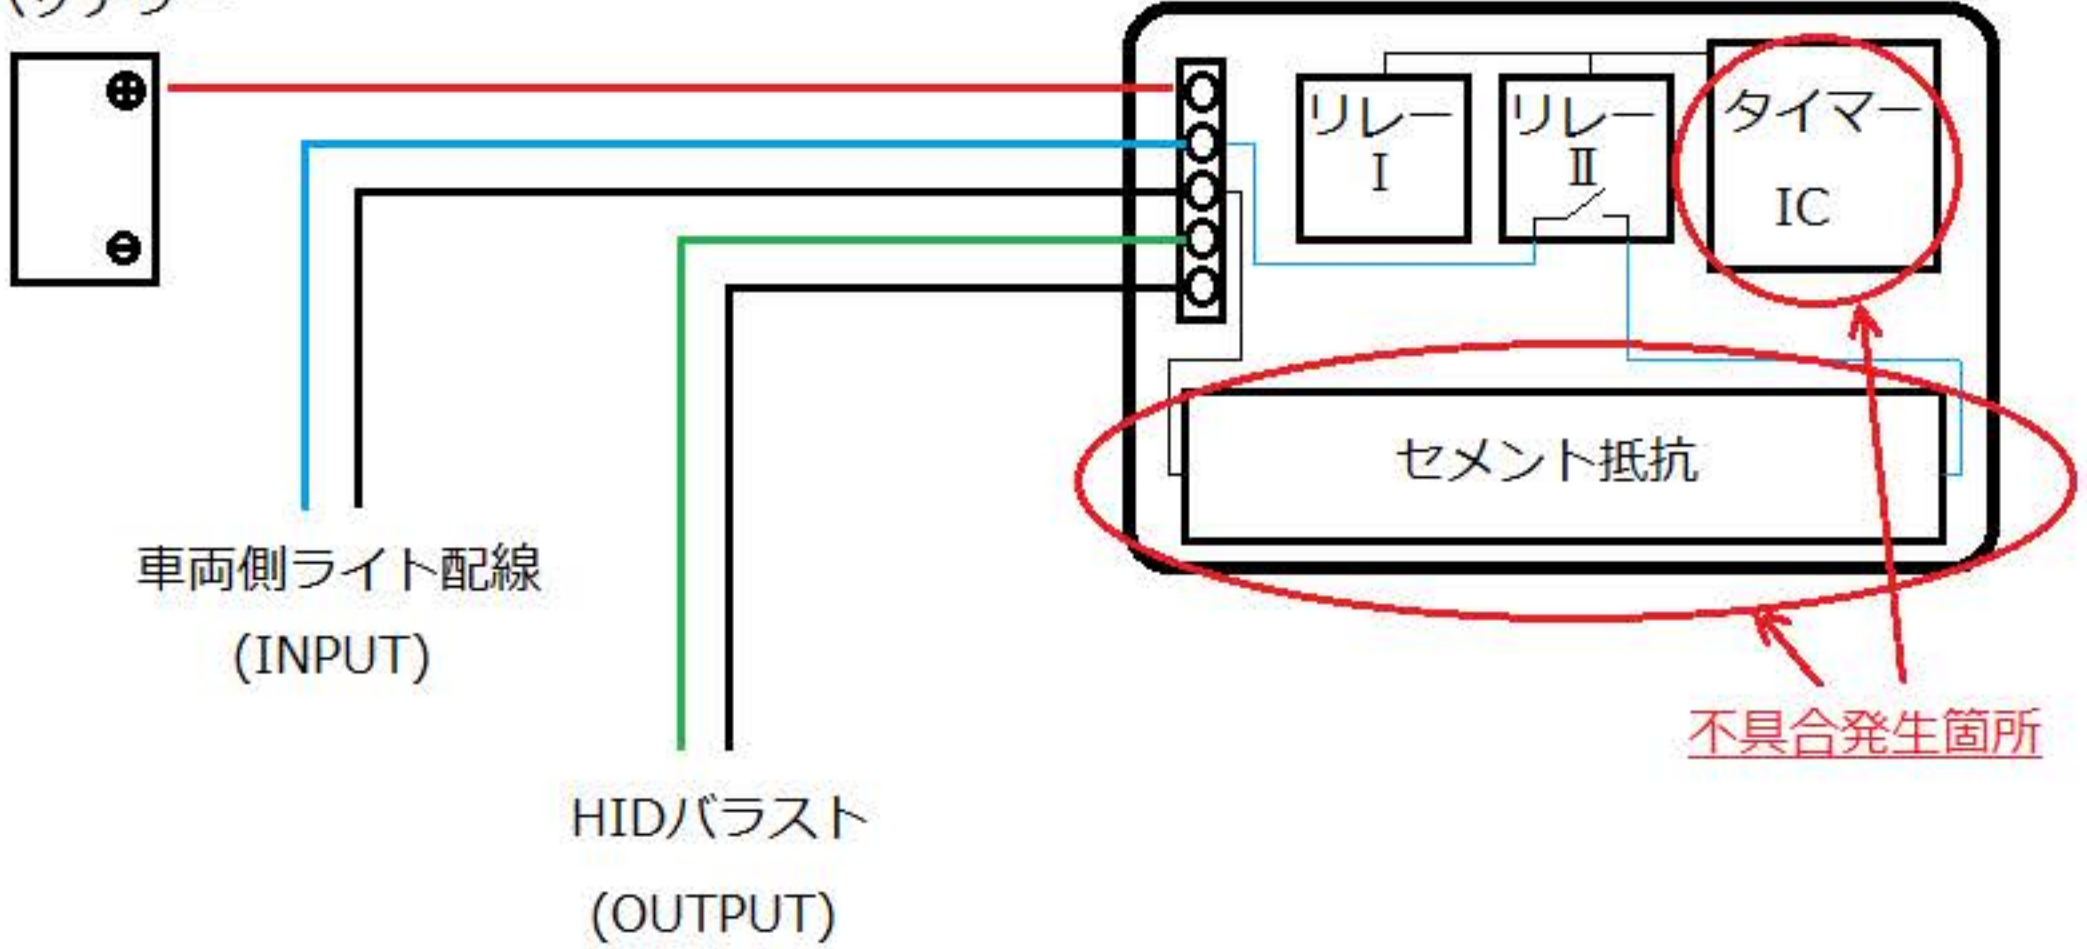 リレー
I
リレー
Ⅱ
タイマー
IC
セメント抵抗
車両側ライト配線
(INPUT)
不具合発生箇所
HIDバラスト
(OUTPUT)